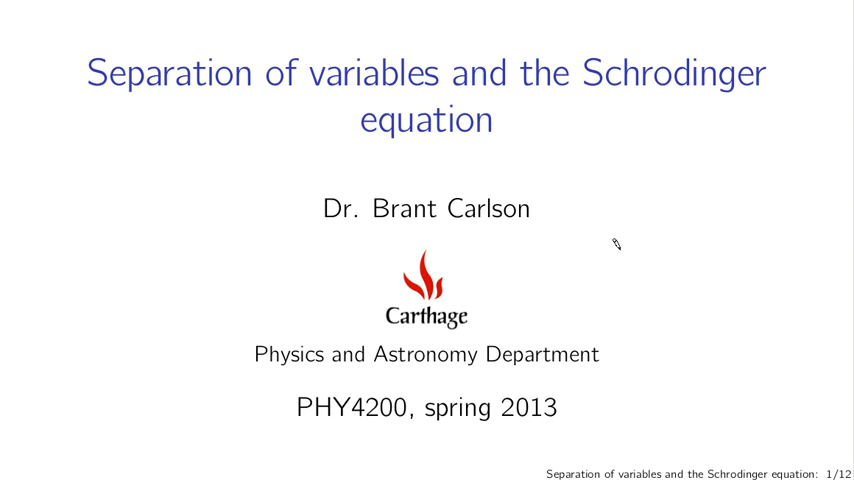 Separation of variables and the Schrodinger
equation
Dr. Brant Carlson
Carthage
Physics and Astronomy Department
PHY4200, spring 2013
Separation of variables and the Schrodinger equation: 1/12